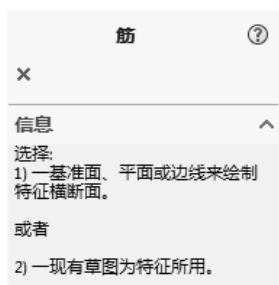 筋
信息
选择:
1) 一基准面、平面或边线来绘制
特征横断面。
或者
2) 一现有草图为特征所用。